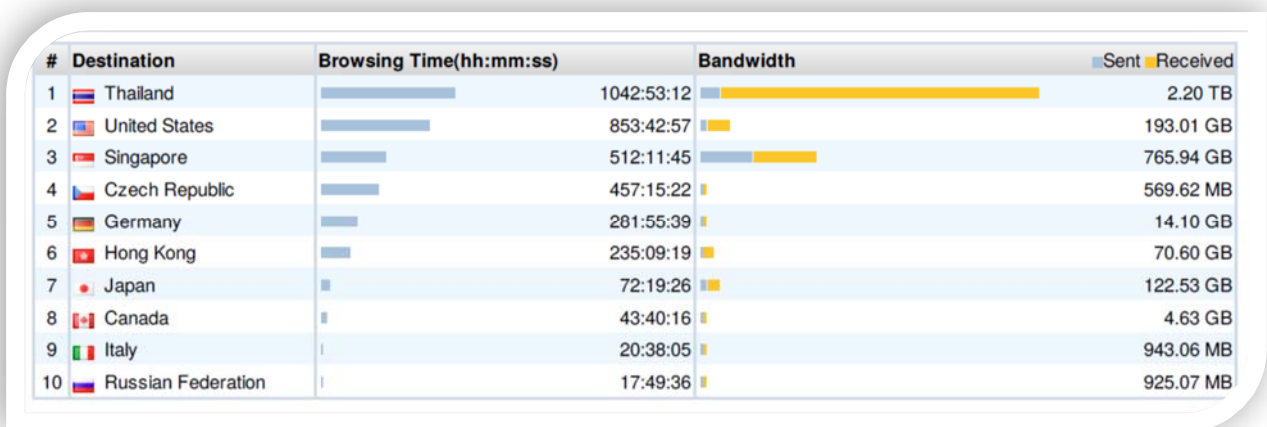 # Destination Browsing Time(hh:mm:ss) Bandwidth Sent Received
1 Thailand 1042:53:12 2.20 TB
2 United States 853:42:57 193.01 GB
3 Singapore 512:11:45 765.94 GB
4 Czech Republic 457:15:22 569.62 MB
5 Germany 281:55:39 14.10 GB
6 Hong Kong 235:09:19 70.60 GB
7 Japan 72:19:26 122.53 GB
8 Canada 43:40:16 4.63 GB
9 Italy 20:38:05 943.06 MB
10 Russian Federation 17:49:36 925.07 MB